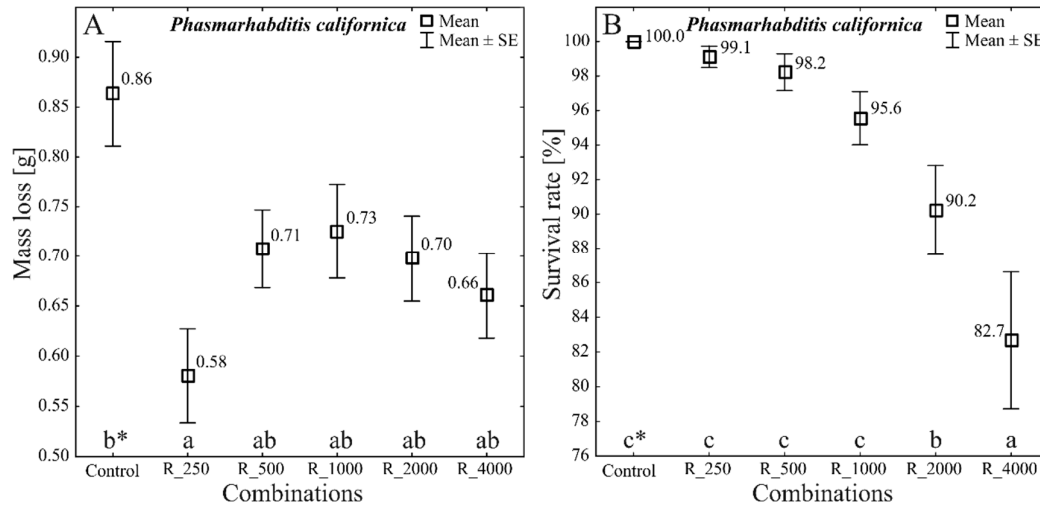 A
Phasmarhabditis californica
Mean
Mean ± SE
0.90
0.85
0.80
0.75
0.70
0.65
0.60
0.55
0.50
Mass loss [g]
0.86
0.58
0.71
0.73
0.70
0.66
b* a ab ab ab ab
Control R_250 R_500 R_1000 R_2000 R_4000
Combinations
B
Phasmarhabditis californica
Mean
Mean ± SE
100
98
96
94
92
90
88
86
84
82
80
78
76
Survival rate [%]
100.0
99.1
98.2
95.6
90.2
82.7
c* c c c b a
Control R_250 R_500 R_1000 R_2000 R_4000
Combinations